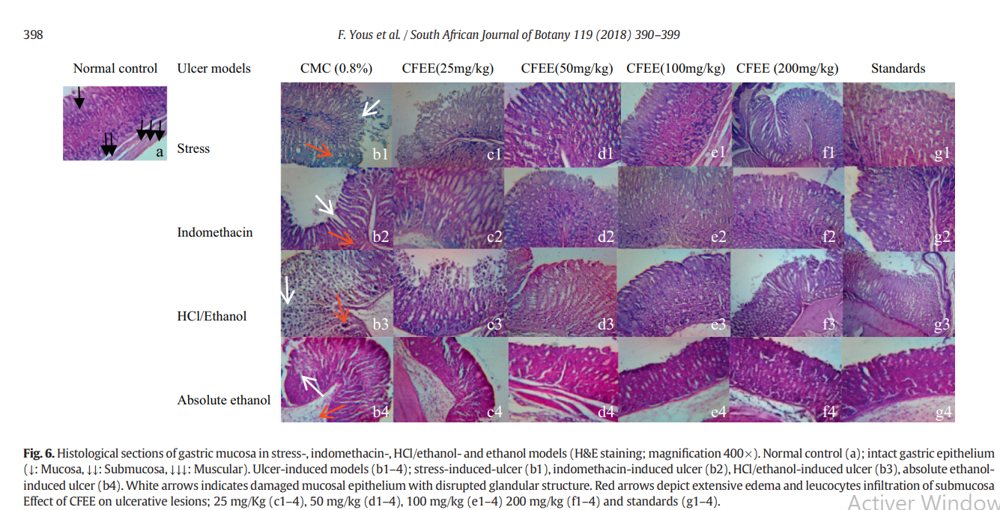 398
F. Yous et al. / South African Journal of Botany 119 (2018) 390–399
Normal control Ulcer models CMC (0.8%) CFEE(25mg/kg) CFEE(50mg/kg) CFEE(100mg/kg) CFEE (200mg/kg) Standards
a
Stress
b1 c1 d1 e1 f1 g1
Indomethacin
b2 c2 d2 e2 f2 g2
HCl/Ethanol
b3 c3 d3 e3 f3 g3
Absolute ethanol
b4 c4 d4 e4 f4 g4
Fig. 6. Histological sections of gastric mucosa in stress-, indomethacin-, HCl/ethanol- and ethanol models (H&E staining; magnification 400×). Normal control (a); intact gastric epithelium
(↓: Mucosa, ↓↓: Submucosa, ↓↓↓: Muscular). Ulcer-induced models (b1–4); stress-induced-ulcer (b1), indomethacin-induced ulcer (b2), HCl/ethanol-induced ulcer (b3), absolute ethanol-
induced ulcer (b4). White arrows indicates damaged mucosal epithelium with disrupted glandular structure. Red arrows depict extensive edema and leucocytes infiltration of submucosa
Effect of CFEE on ulcerative lesions; 25 mg/Kg (c1–4), 50 mg/kg (d1–4), 100 mg/kg (e1–4) 200 mg/kg (f1–4) and standards (g1–4).
Activer Window